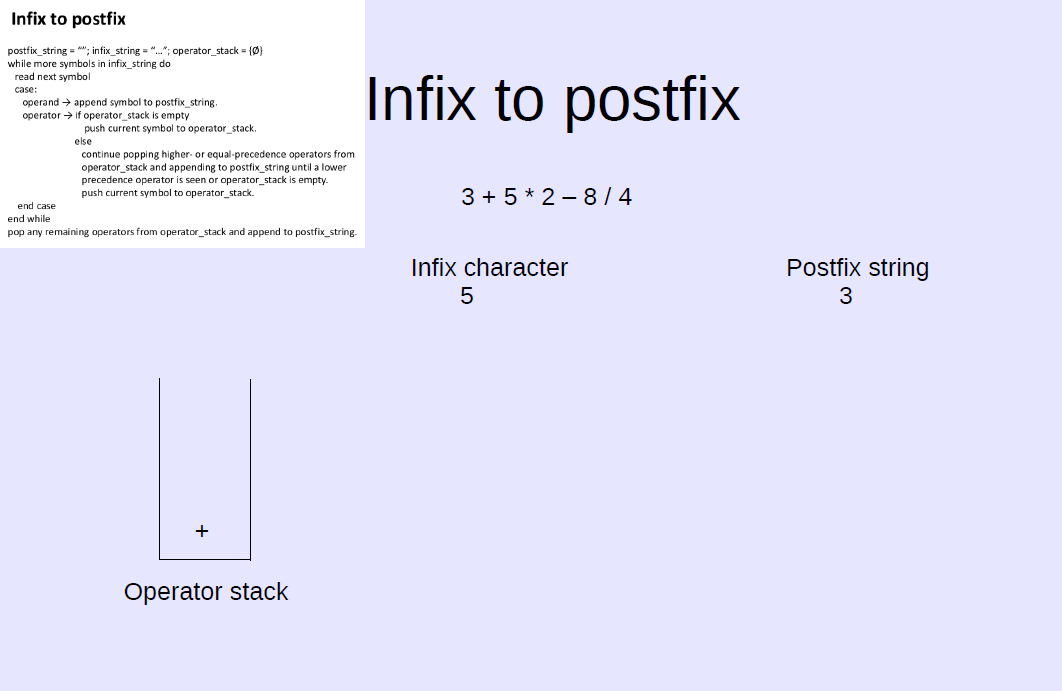 Infix to postfix
postfix_string = “”; infix_string = “...”; operator_stack = {Ø}
while more symbols in infix_string do
read next symbol
case:
operand → append symbol to postfix_string.
operator → if operator_stack is empty
push current symbol to operator_stack.
else
continue popping higher- or equal-precedence operators from
operator_stack and appending to postfix_string until a lower
precedence operator is seen or operator_stack is empty.
push current symbol to operator_stack.
end case
end while
pop any remaining operators from operator_stack and append to postfix_string.
Infix to postfix
3 + 5 * 2 – 8 / 4
Infix character
5
Postfix string
3
+
Operator stack